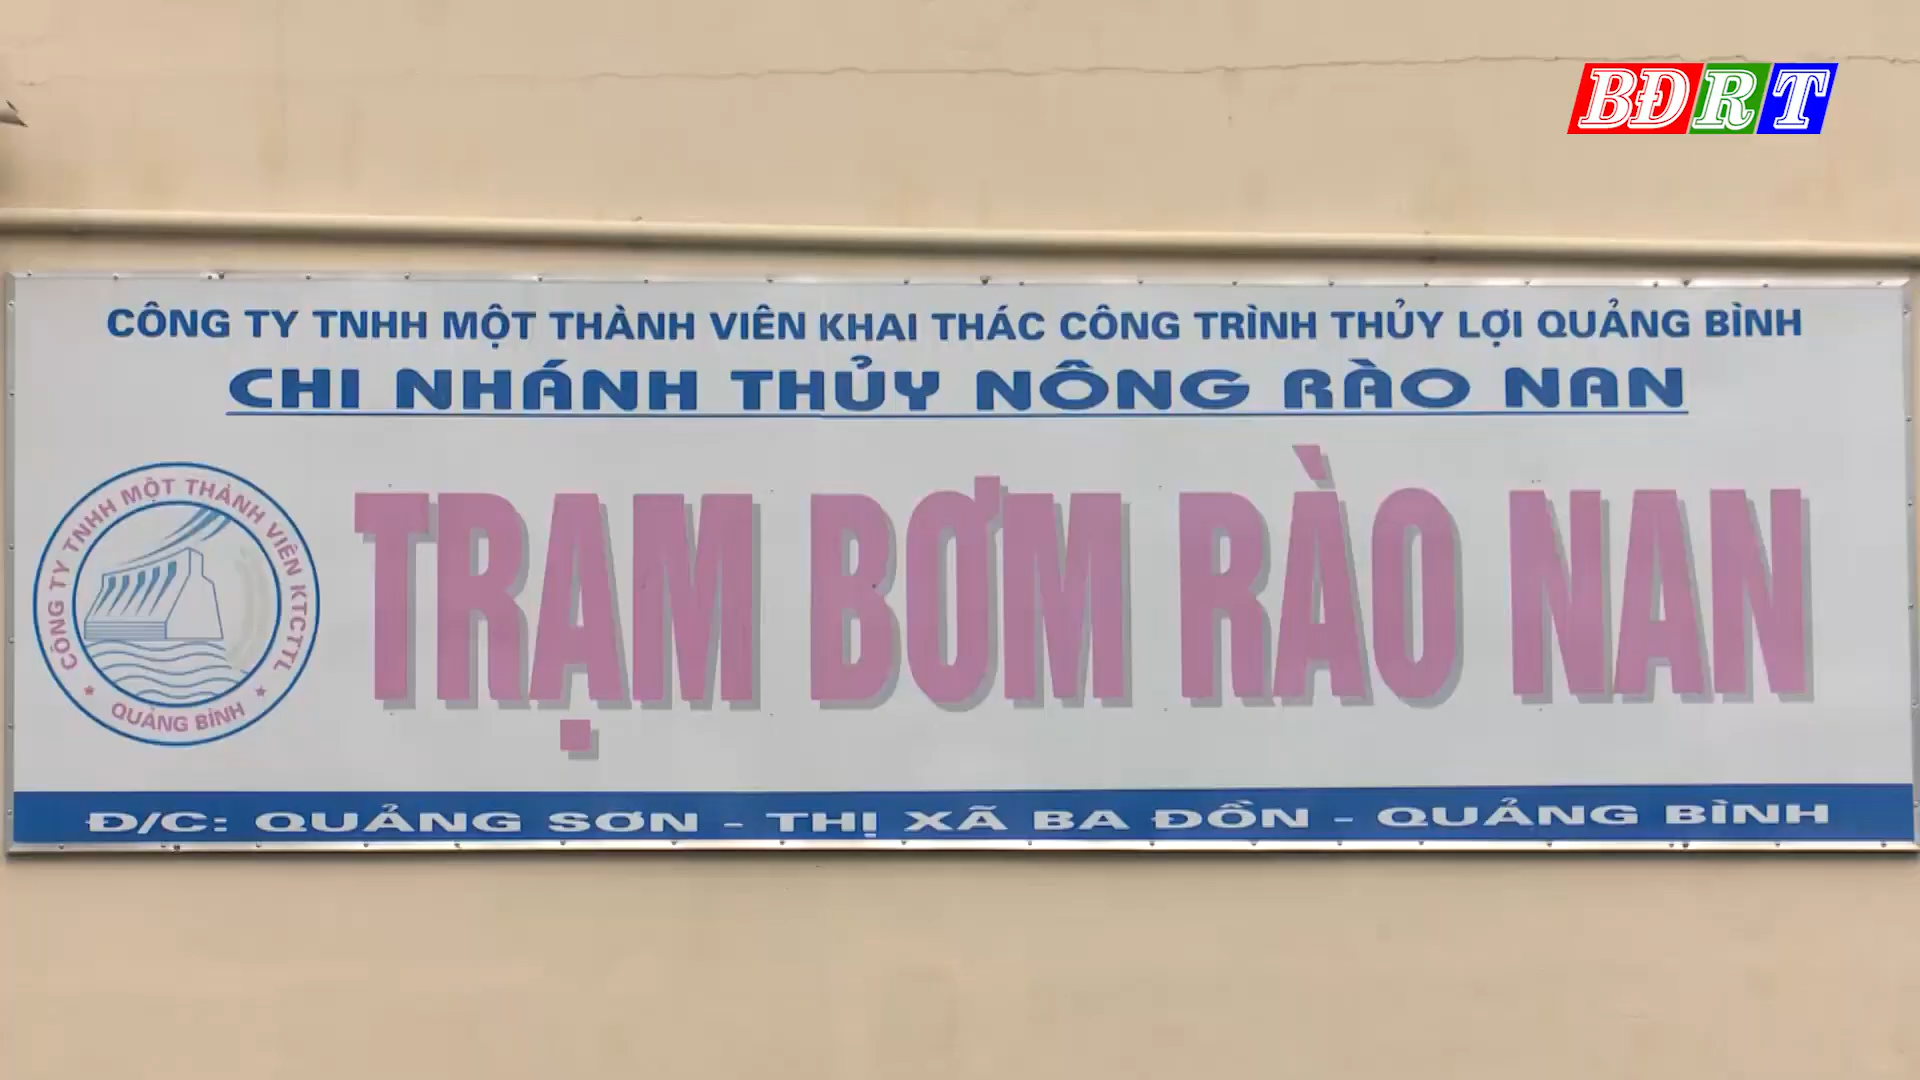 BĐRT
CÔNG TY TNHH MỘT THÀNH VIÊN KHAI THÁC CÔNG TRÌNH THỦY LỢI QUẢNG BÌNH
CHI NHÁNH THỦY NÔNG RÀO NAN
CÔNG TY TNHH MỘT THÀNH VIÊN KTCTTL
QUẢNG BÌNH
TRẠM BƠM RÀO NAN
Đ/C: QUẢNG SƠN - THỊ XÃ BA ĐỒN - QUẢNG BÌNH